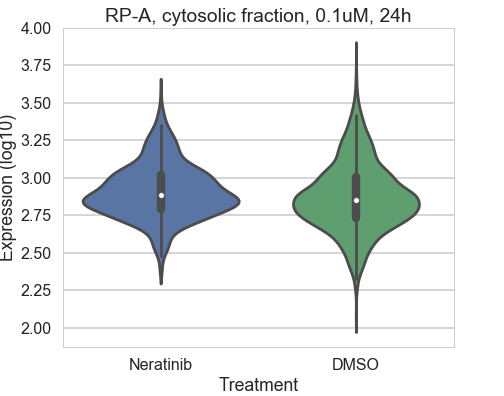 RP-A, cytosolic fraction, 0.1uM, 24h
Expression (log10)
4.00
3.75
3.50
3.25
3.00
2.75
2.50
2.25
2.00
Neratinib DMSO
Treatment